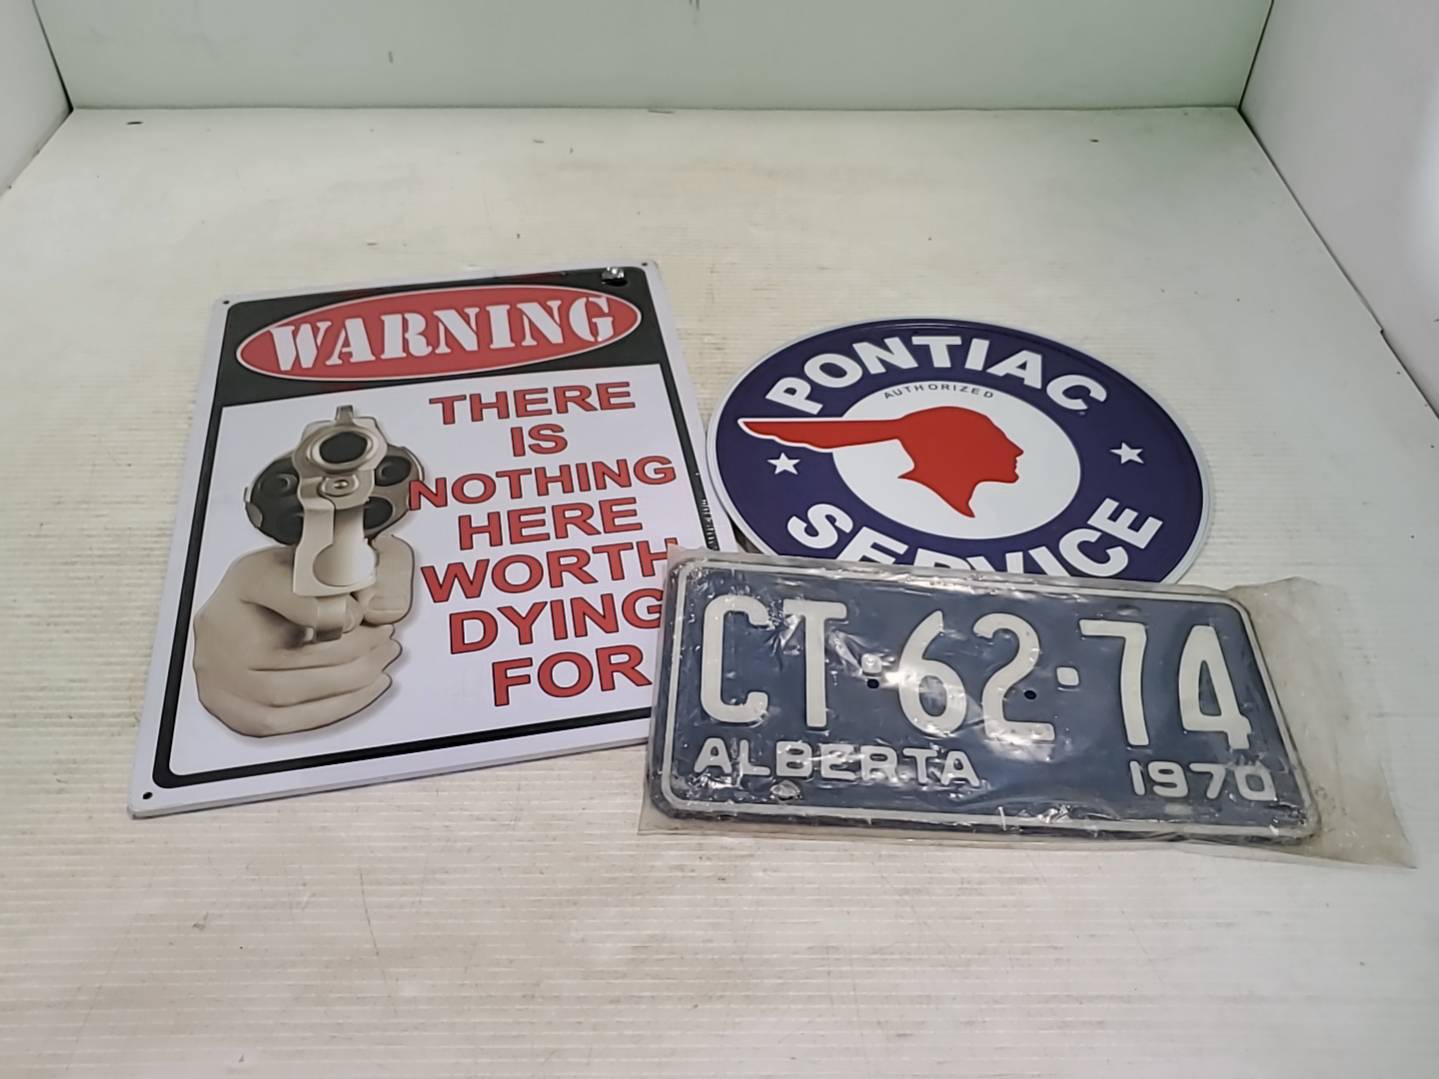 WARNING
THERE
IS
NOTHING
HERE
WORTH
DYING
FOR
PONTIAC
AUTHORIZED
SERVICE
CT·62·74
ALBERTA 1970